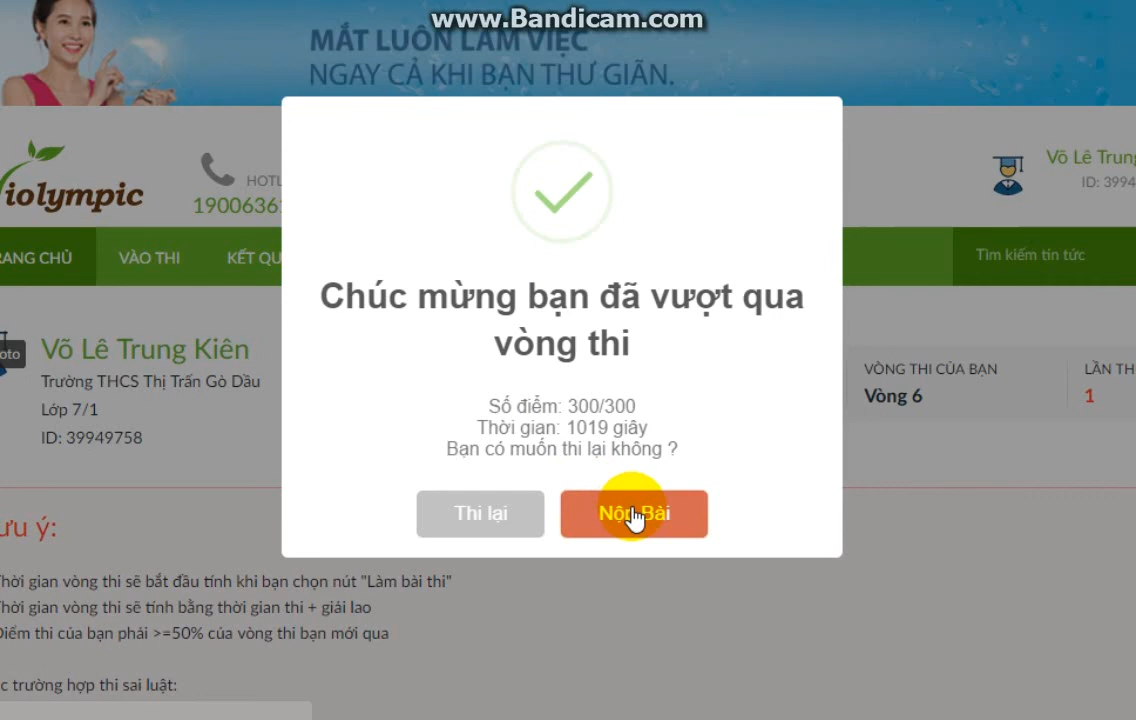 www.Bandicam.com
MẮT LUÔN LÀM VIỆC
NGAY CẢ KHI BẠN THƯ GIÃN.
iolympic
HOTL
19006361
Võ Lê Trung
ID: 3994
RANG CHỦ
VÀO THI
KẾT QU
Tìm kiếm tin tức
Chúc mừng bạn đã vượt qua
vòng thi
Số điểm: 300/300
Thời gian: 1019 giây
Bạn có muốn thi lại không ?
Thi lại
Nộp Bài
oto
Võ Lê Trung Kiên
Trường THCS Thị Trấn Gò Dầu
Lớp 7/1
ID: 39949758
VÒNG THI CỦA BẠN
Vòng 6
LẦN TH
1
ưu ý:
Thời gian vòng thi sẽ bắt đầu tính khi bạn chọn nút "Làm bài thi"
Thời gian vòng thi sẽ tính bằng thời gian thi + giải lao
Điểm thi của bạn phải >=50% của vòng thi bạn mới qua
c trường hợp thi sai luật: